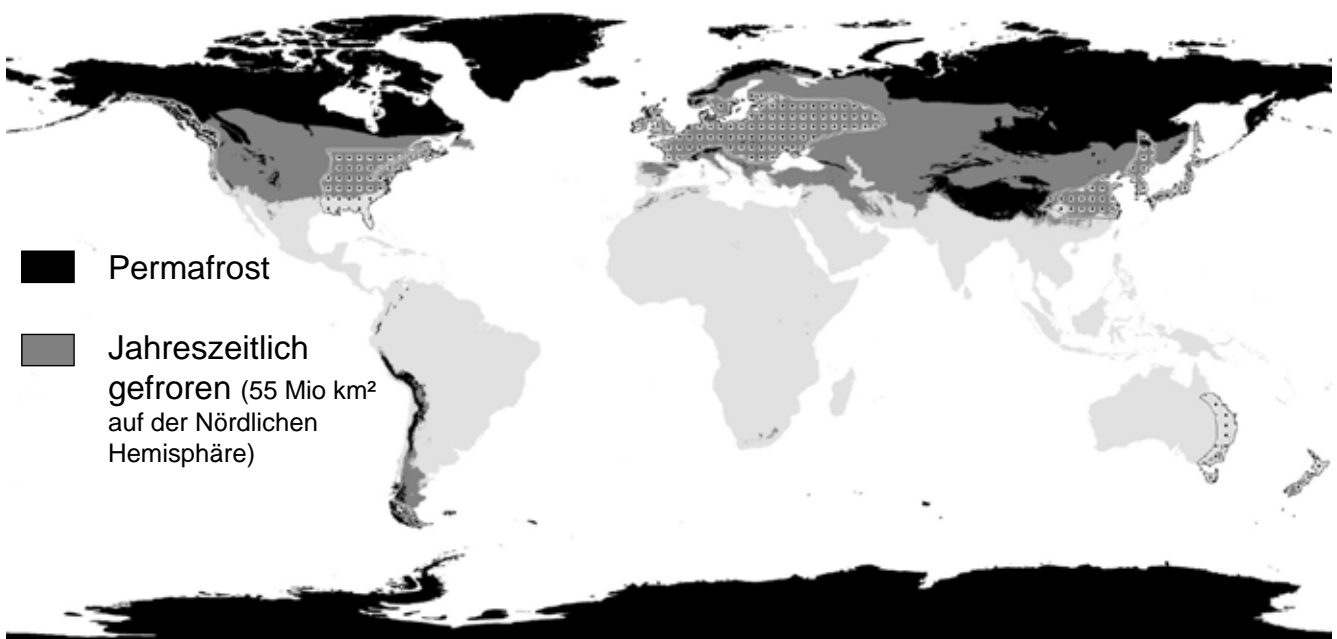 Permafrost
Jahreszeitlich
gefroren (55 Mio km²
auf der Nördlichen
Hemisphäre)